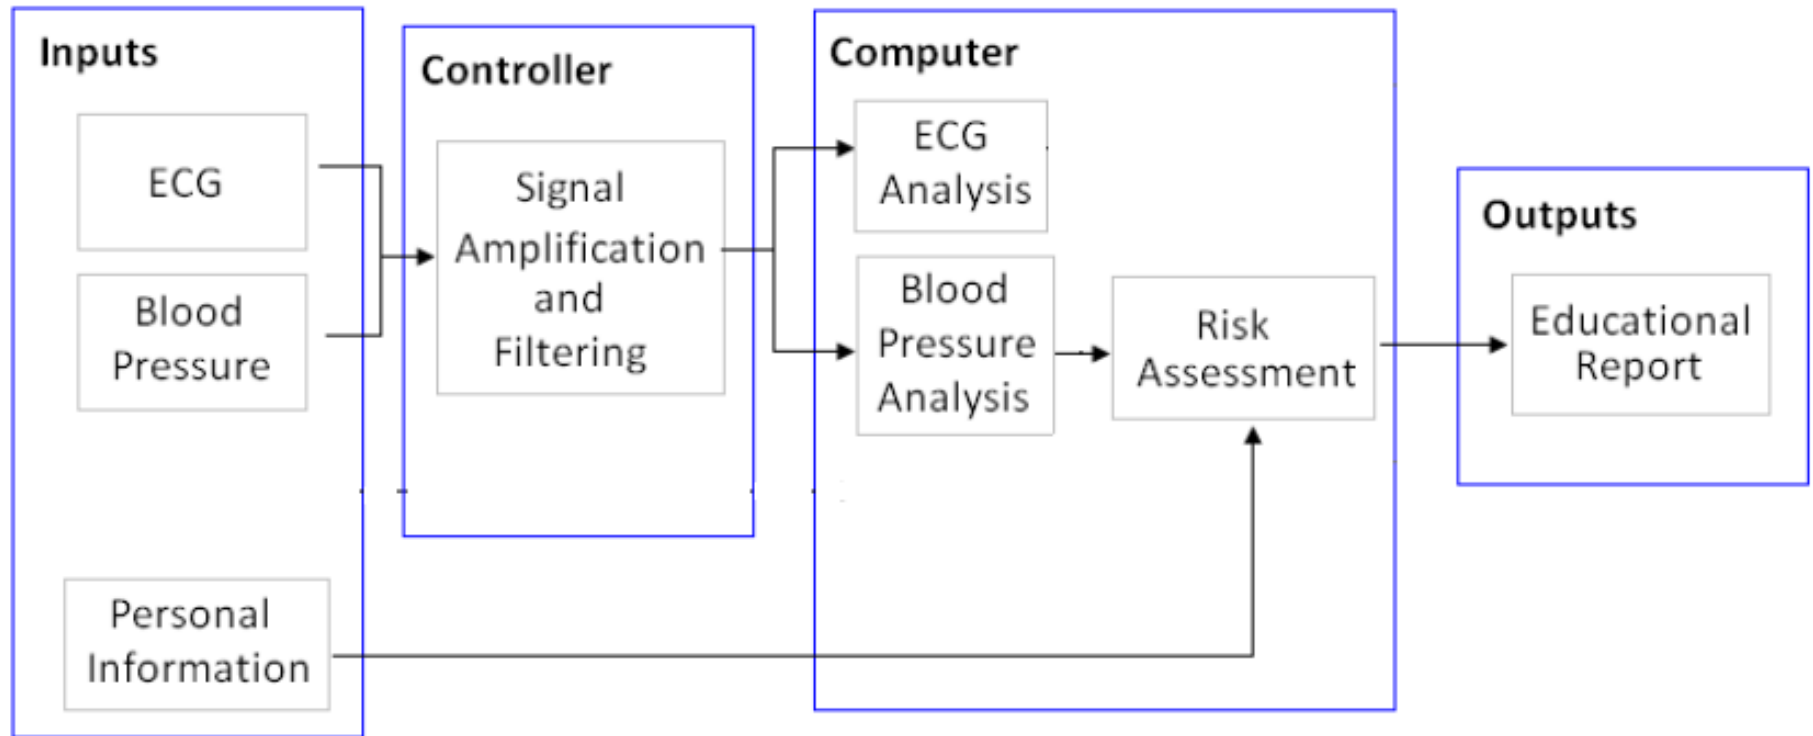 Inputs
ECG
Blood
Pressure
Personal
Information
Controller
Signal
Amplification
and
Filtering
Computer
ECG
Analysis
Blood
Pressure
Analysis
Risk
Assessment
Outputs
Educational
Report